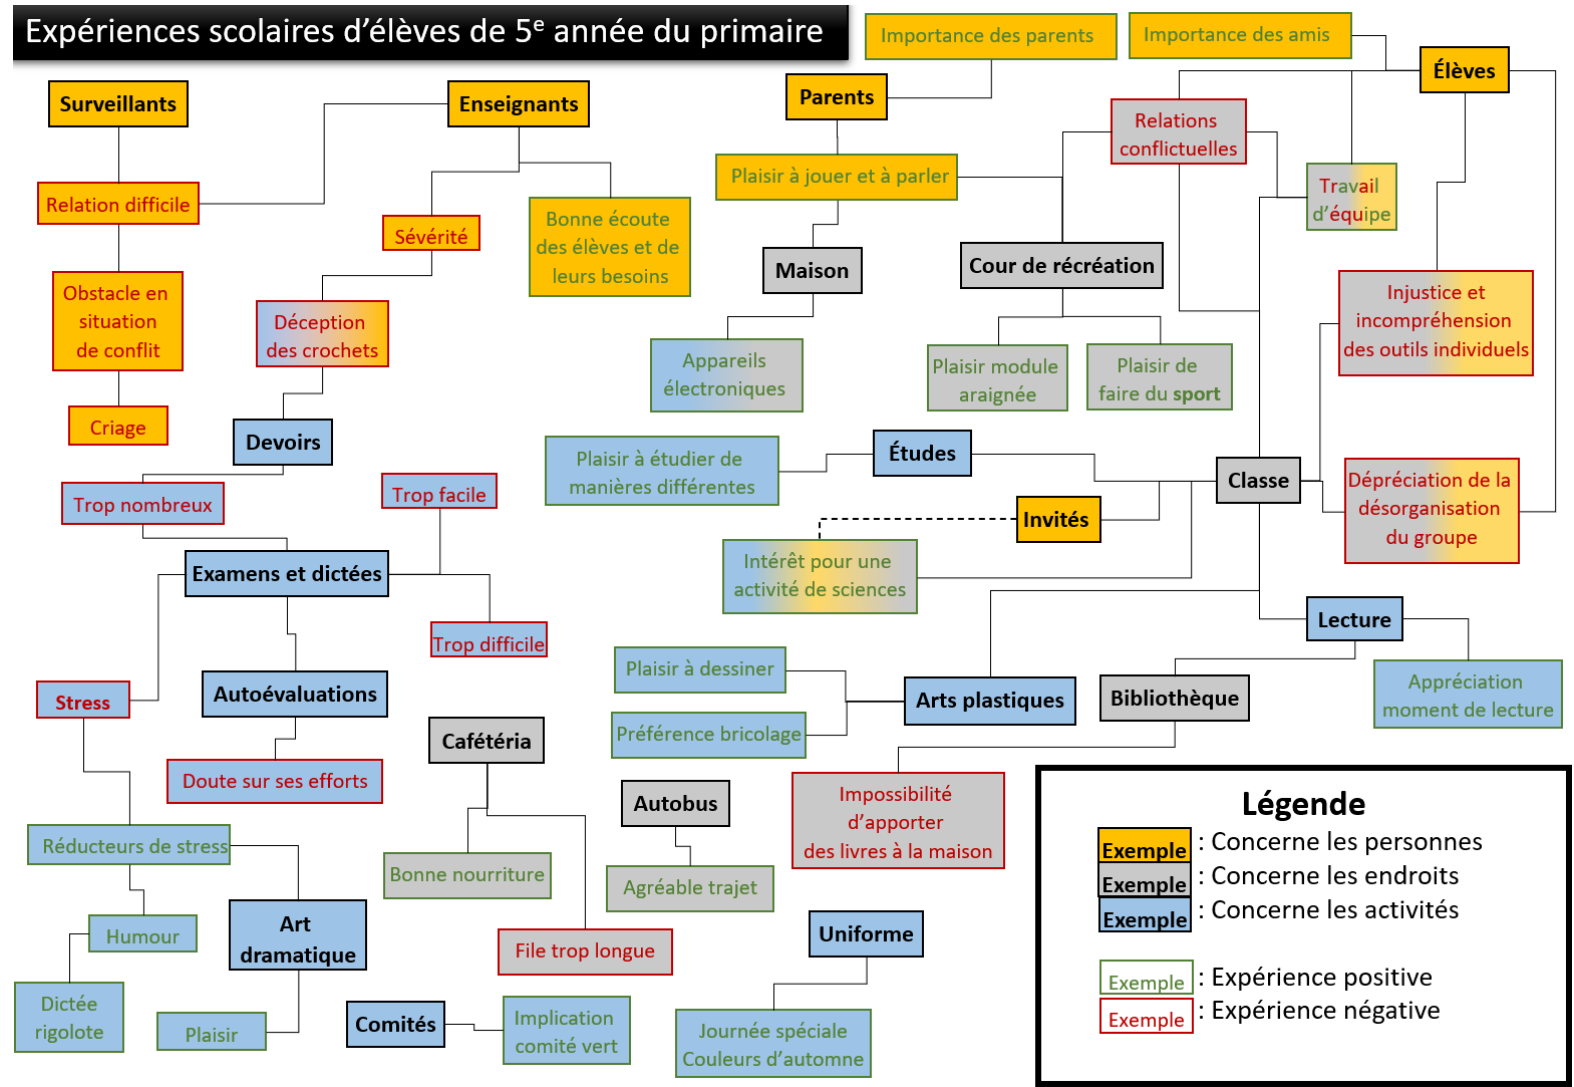 Expériences scolaires d'élèves de 5e année du primaire
Importance des parents
Importance des amis
Élèves
Surveillants
Enseignants
Parents
Relations
conflictuelles
Plaisir à jouer et à parler
Travail
d'équipe
Relation difficile
Sévérité
Bonne écoute
des élèves et de
leurs besoins
Maison
Cour de récréation
Obstacle en
situation
de conflit
Déception
des crochets
Injustice et
incompréhension
des outils individuels
Appareils
électroniques
Plaisir module
araignée
Plaisir de
faire du sport
Criage
Devoirs
Études
Plaisir à étudier de
manières différentes
Classe
Dépréciation de la
désorganisation
du groupe
Trop nombreux
Trop facile
Invités
Examens et dictées
Intérêt pour une
activité de sciences
Trop difficile
Lecture
Plaisir à dessiner
Stress
Autoévaluations
Arts plastiques
Bibliothèque
Appréciation
moment de lecture
Cafétéria
Préférence bricolage
Doute sur ses efforts
Autobus
Impossibilité
d'apporter
des livres à la maison
Réducteurs de stress
Bonne nourriture
Agréable trajet
Humour
Art
dramatique
File trop longue
Uniforme
Dictée
rigolote
Plaisir
Comités
Implication
comité vert
Journée spéciale
Couleurs d'automne
Légende
Exemple : Concerne les personnes
Exemple : Concerne les endroits
Exemple : Concerne les activités
Exemple : Expérience positive
Exemple : Expérience négative